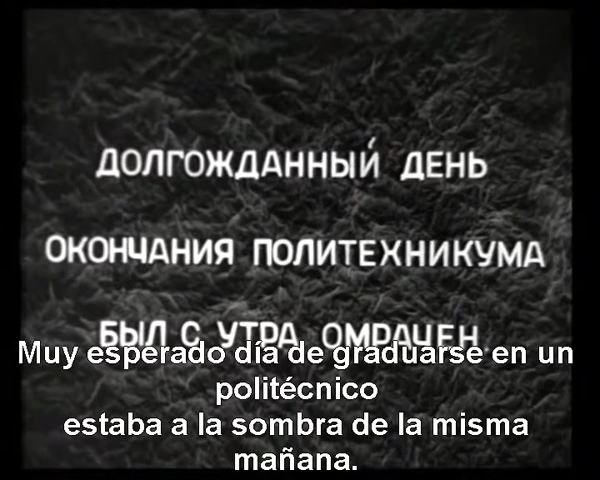 ДОЛГОЖДАННЫЙ ДЕНЬ
ОКОНЧАНИЯ ПОЛИТЕХНИКУМА
БЫЛ С УТРА ОМРАЧЕН
Muy esperado día de graduarse en un
politécnico
estaba a la sombra de la misma
mañana.